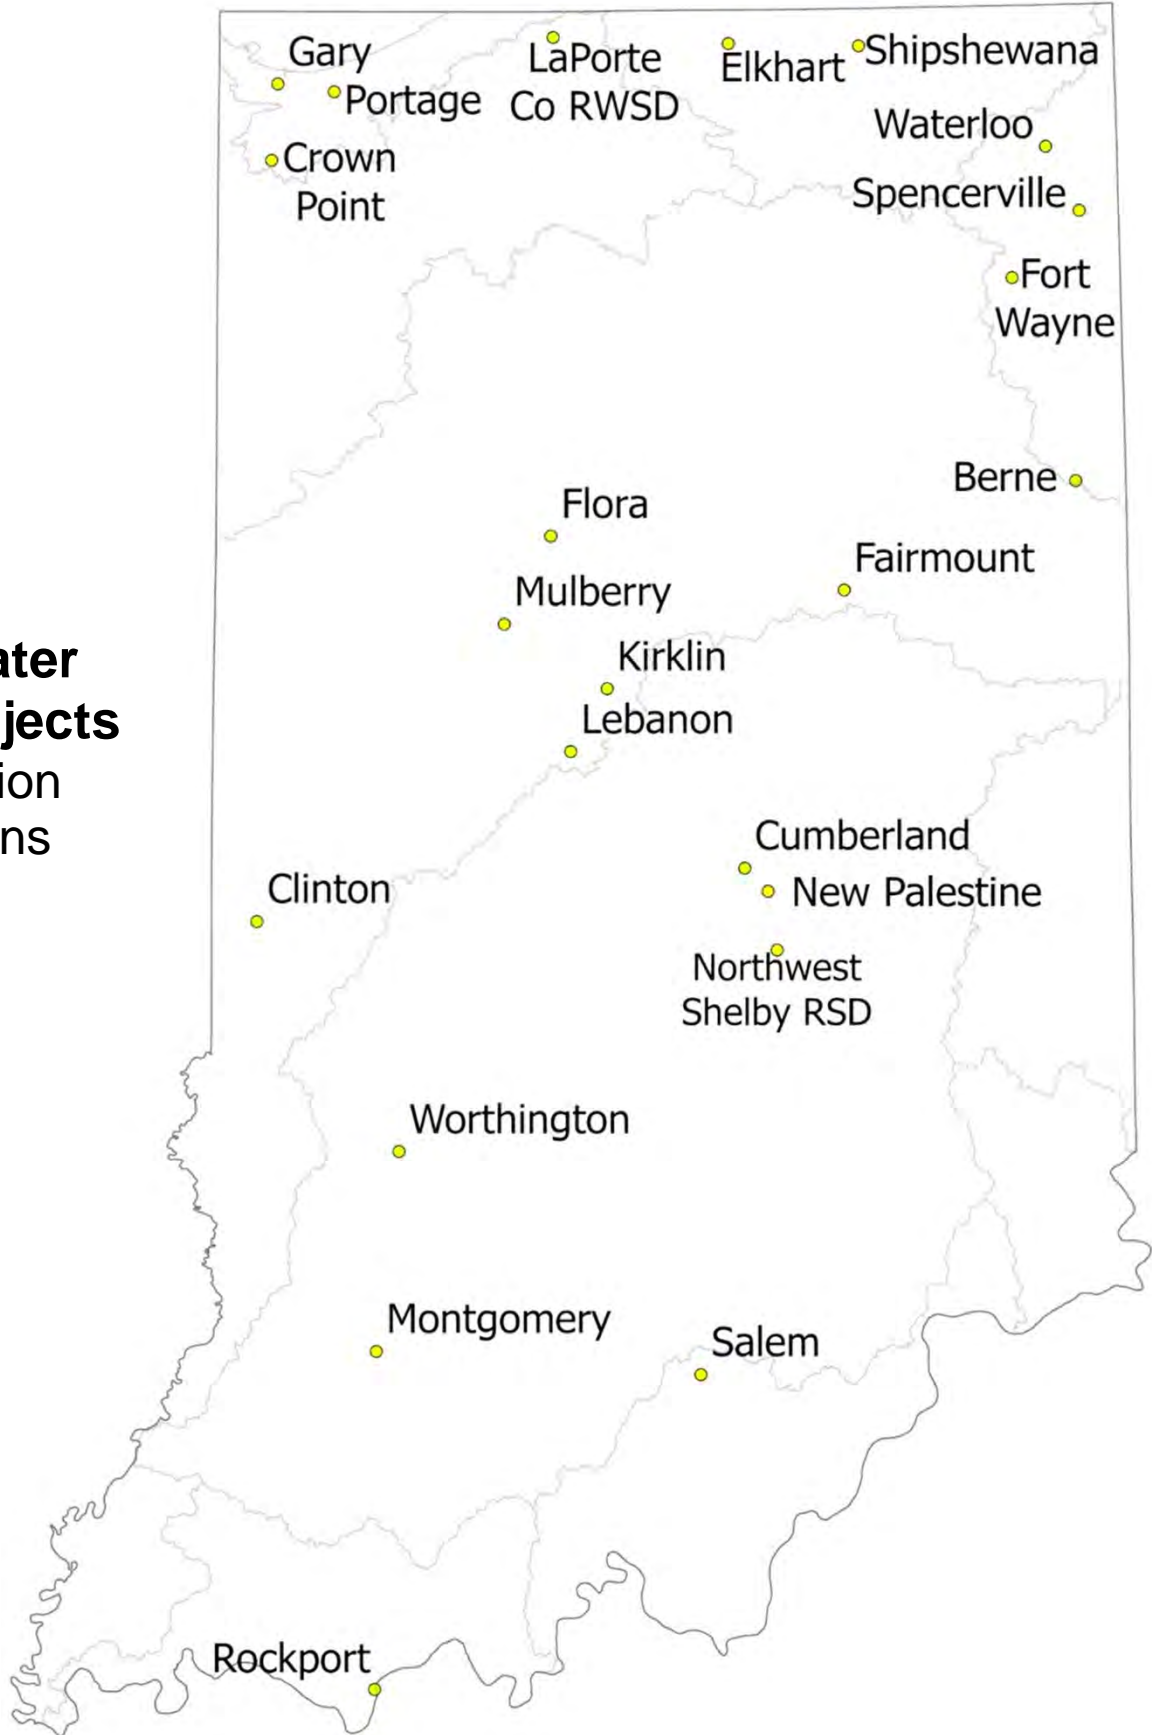 Gary
LaPorte
Co RWSD
Elkhart
Shipshewana
Portage
Waterloo
Crown
Point
Spencerville
Fort
Wayne
Berne
Flora
Fairmount
Mulberry
Kirklin
Lebanon
ater
jects
ion
ns
Cumberland
Clinton
New Palestine
Northwest
Shelby RSD
Worthington
Montgomery
Salem
Rockport